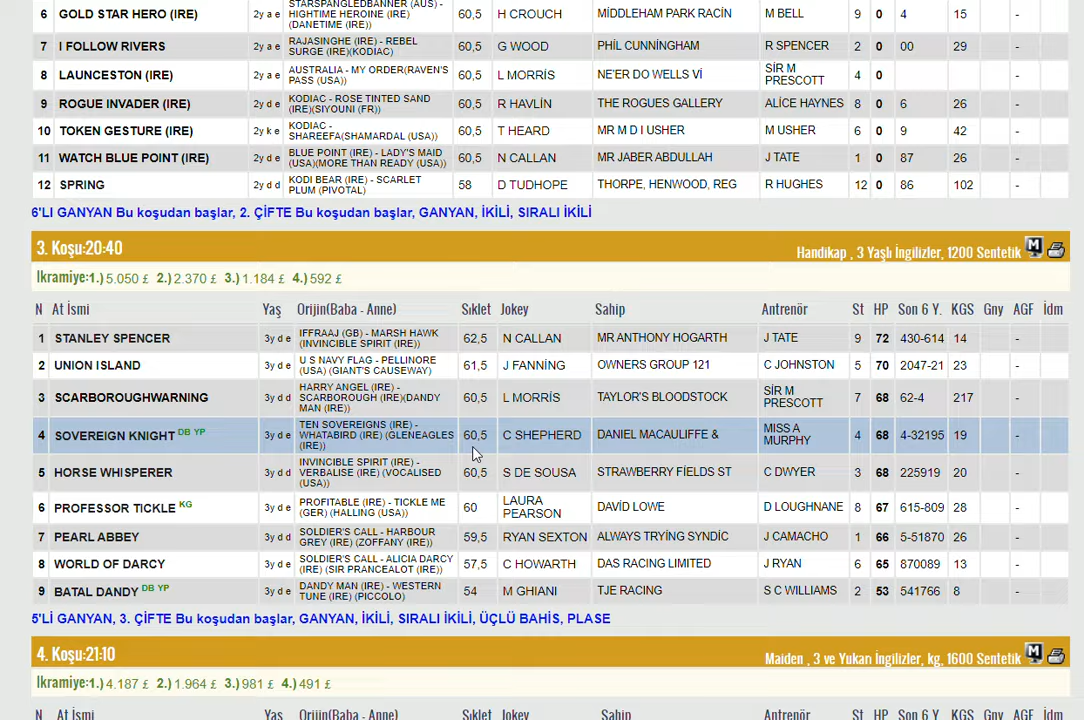 6 GOLD STAR HERO (IRE) 2y a e STARSPANGLEDBANNER (AUS) - HIGHTIME HEROINE (IRE) (DANETIME (IRE)) 60,5 H CROUCH MİDDLEHAM PARK RACİN M BELL 9 0 4 15 -
7 I FOLLOW RIVERS 2y a e RAJASINGHE (IRE) - REBEL SURGE (IRE)(KODIAC) 60,5 G WOOD PHİL CUNNİNGHAM R SPENCER 2 0 00 29 -
8 LAUNCESTON (IRE) 2y a e AUSTRALIA - MY ORDER(RAVEN'S PASS (USA)) 60,5 L MORRİS NE'ER DO WELLS Vİ SİR M PRESCOTT 4 0 -
9 ROGUE INVADER (IRE) 2y d e KODIAC - ROSE TINTED SAND (IRE)(SIYOUNI (FR)) 60,5 R HAVLİN THE ROGUES GALLERY ALİCE HAYNES 8 0 6 26 -
10 TOKEN GESTURE (IRE) 2y k e KODIAC - SHAREEFA(SHAMARDAL (USA)) 60,5 T HEARD MR M D I USHER M USHER 6 0 9 42 -
11 WATCH BLUE POINT (IRE) 2y d e BLUE POINT (IRE) - LADY'S MAID (USA)(MORE THAN READY (USA)) 60,5 N CALLAN MR JABER ABDULLAH J TATE 1 0 87 26 -
12 SPRING 2y d d KODI BEAR (IRE) - SCARLET PLUM (PIVOTAL) 58 D TUDHOPE THORPE, HENWOOD, REG R HUGHES 12 0 86 102 -
6'LI GANYAN Bu koşudan başlar, 2. ÇİFTE Bu koşudan başlar, GANYAN, İKİLİ, SIRALI İKİLİ
3. Koşu:20:40 Handikap , 3 Yaşlı İngilizler, 1200 Sentetik M
İkramiye:1.) 5.050 £ 2.) 2.370 £ 3.) 1.184 £ 4.) 592 £
N At İsmi Yaş Orijin(Baba - Anne) Sıklet Jokey Sahip Antrenör St HP Son 6 Y. KGS Gny AGF İdm
1 STANLEY SPENCER 3y d e IFFRAAJ (GB) - MARSH HAWK (INVINCIBLE SPIRIT (IRE)) 62,5 N CALLAN MR ANTHONY HOGARTH J TATE 9 72 430-614 14 -
2 UNION ISLAND 3y d e U S NAVY FLAG - PELLINORE (USA) (GIANT'S CAUSEWAY) 61,5 J FANNİNG OWNERS GROUP 121 C JOHNSTON 5 70 2047-21 23 -
3 SCARBOROUGHWARNING 3y d d HARRY ANGEL (IRE) - SCARBOROUGH (IRE)(DANDY MAN (IRE)) 60,5 L MORRİS TAYLOR'S BLOODSTOCK SİR M PRESCOTT 7 68 62-4 217 -
4 SOVEREIGN KNIGHT DB YP 3y d e TEN SOVEREIGNS (IRE) - WHATABIRD (IRE) (GLENEAGLES (IRE)) 60,5 C SHEPHERD DANIEL MACAULIFFE & MISS A MURPHY 4 68 4-32195 19 -
5 HORSE WHISPERER 3y d d INVINCIBLE SPIRIT (IRE) - VERBALISE (IRE) (VOCALISED (USA)) 60,5 S DE SOUSA STRAWBERRY FİELDS ST C DWYER 3 68 225919 20 -
6 PROFESSOR TICKLE KG 3y d e PROFITABLE (IRE) - TICKLE ME (GER) (HALLING (USA)) 60 LAURA PEARSON DAVİD LOWE D LOUGHNANE 8 67 615-809 28 -
7 PEARL ABBEY 3y d d SOLDIER'S CALL - HARBOUR GREY (IRE) (ZOFFANY (IRE)) 59,5 RYAN SEXTON ALWAYS TRYİNG SYNDİC J CAMACHO 1 66 5-51870 26 -
8 WORLD OF DARCY 3y d e SOLDIER'S CALL - ALICIA DARCY (IRE) (SIR PRANCEALOT (IRE)) 57,5 C HOWARTH DAS RACING LIMITED J RYAN 6 65 870089 13 -
9 BATAL DANDY DB YP 3y d e DANDY MAN (IRE) - WESTERN TUNE (IRE) (PICCOLO) 54 M GHIANI TJE RACING S C WILLIAMS 2 53 541766 8 -
5'Lİ GANYAN, 3. ÇİFTE Bu koşudan başlar, GANYAN, İKİLİ, SIRALI İKİLİ, ÜÇLÜ BAHİS, PLASE
4. Koşu:21:10 Maiden , 3 ve Yukarı İngilizler, kg, 1600 Sentetik M
İkramiye:1.) 4.187 £ 2.) 1.964 £ 3.) 981 £ 4.) 491 £
N At İsmi Yaş Orijin(Baba - Anne) Sıklet Jokey Sahip Antrenör St HP Son 6 Y. KGS Gny AGF İdm